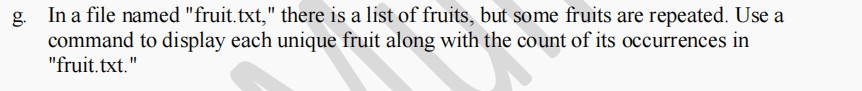 g. In a file named "fruit.txt," there is a list of fruits, but some fruits are repeated. Use a
command to display each unique fruit along with the count of its occurrences in
"fruit.txt."